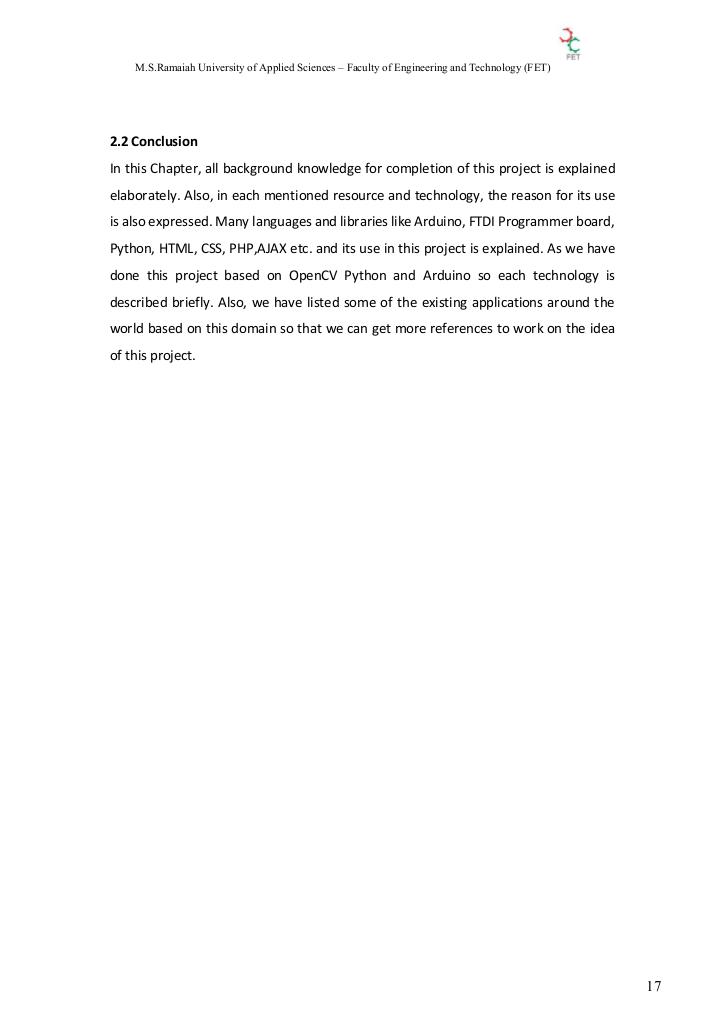 FET
M.S.Ramaiah University of Applied Sciences – Faculty of Engineering and Technology (FET)
2.2 Conclusion
In this Chapter, all background knowledge for completion of this project is explained
elaborately. Also, in each mentioned resource and technology, the reason for its use
is also expressed. Many languages and libraries like Arduino, FTDI Programmer board,
Python, HTML, CSS, PHP,AJAX etc. and its use in this project is explained. As we have
done this project based on OpenCV Python and Arduino so each technology is
described briefly. Also, we have listed some of the existing applications around the
world based on this domain so that we can get more references to work on the idea
of this project.
17